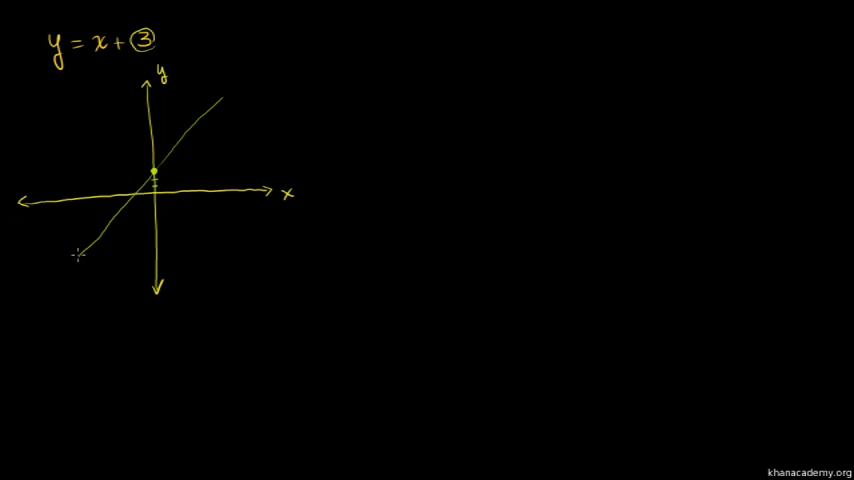 y = x + 3
y
x
khanacademy.org